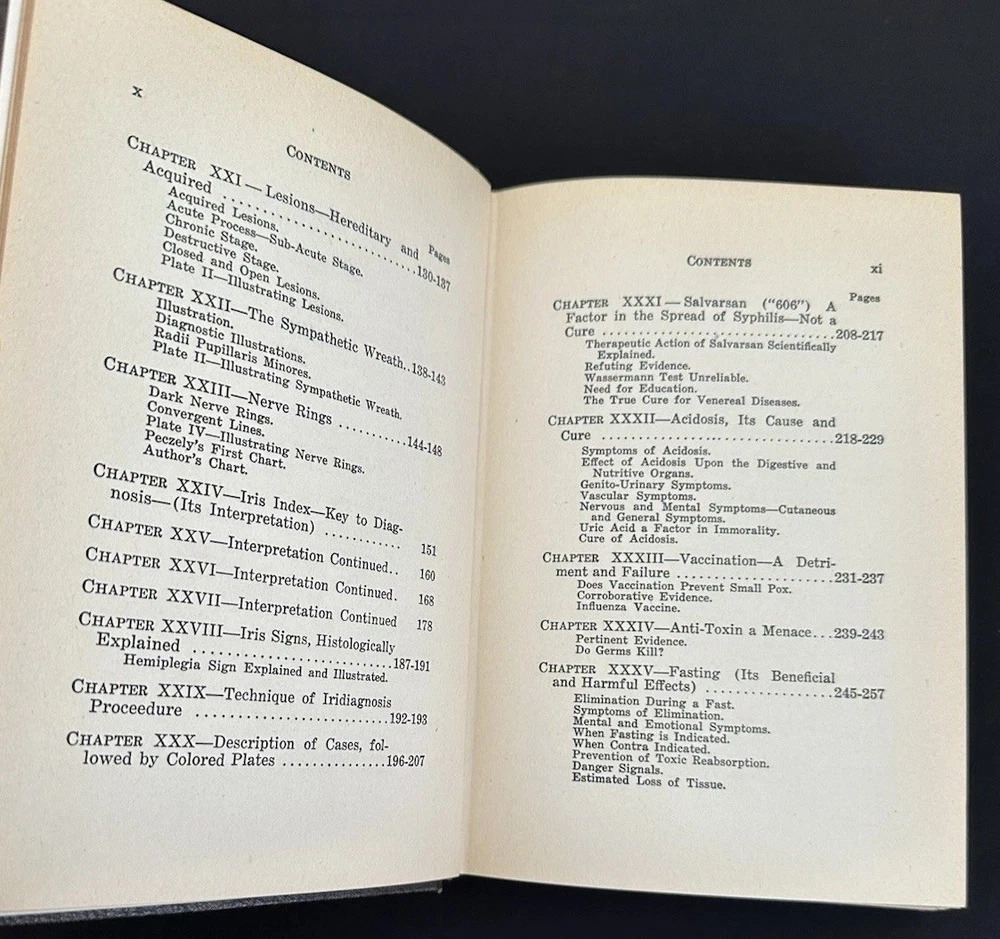 x
CONTENTS
Pages
CHAPTER XXI—Lesions—Hereditary and
Acquired ..............................130-137
Acquired Lesions.
Acute Process—Sub-Acute Stage.
Chronic Stage.
Destructive Stage.
Closed and Open Lesions.
Plate II—Illustrating Lesions.
CHAPTER XXII—The Sympathetic Wreath..138-143
Illustration.
Diagnostic Illustrations.
Radii Pupillaris Minores.
Plate II—Illustrating Sympathetic Wreath.
CHAPTER XXIII—Nerve Rings ..........144-148
Dark Nerve Rings.
Convergent Lines.
Plate IV—Illustrating Nerve Rings.
Peczely's First Chart.
Author's Chart.
CHAPTER XXIV—Iris Index—Key to Diag-
nosis—(Its Interpretation) ........... 151
CHAPTER XXV—Interpretation Continued.. 160
CHAPTER XXVI—Interpretation Continued. 168
CHAPTER XXVII—Interpretation Continued 178
CHAPTER XXVIII—Iris Signs, Histologically
Explained ..........................187-191
Hemiplegia Sign Explained and Illustrated.
CHAPTER XXIX—Technique of Iridiagnosis
Proceedure .........................192-193
CHAPTER XXX—Description of Cases, fol-
lowed by Colored Plates ...............196-207
CONTENTS
xi
Pages
CHAPTER XXXI—Salvarsan ("606") A
Factor in the Spread of Syphilis—Not a
Cure .................................208-217
Therapeutic Action of Salvarsan Scientifically
Explained.
Refuting Evidence.
Wassermann Test Unreliable.
Need for Education.
The True Cure for Venereal Diseases.
CHAPTER XXXII—Acidosis, Its Cause and
Cure .................................218-229
Symptoms of Acidosis.
Effect of Acidosis Upon the Digestive and
Nutritive Organs.
Genito-Urinary Symptoms.
Vascular Symptoms.
Nervous and Mental Symptoms—Cutaneous
and General Symptoms.
Uric Acid a Factor in Immorality.
Cure of Acidosis.
CHAPTER XXXIII—Vaccination—A Detri-
ment and Failure ......................231-237
Does Vaccination Prevent Small Pox.
Corroborative Evidence.
Influenza Vaccine.
CHAPTER XXXIV—Anti-Toxin a Menace...239-243
Pertinent Evidence.
Do Germs Kill?
CHAPTER XXXV—Fasting (Its Beneficial
and Harmful Effects) ..................245-257
Elimination During a Fast.
Symptoms of Elimination.
Mental and Emotional Symptoms.
When Fasting is Indicated.
When Contra Indicated.
Prevention of Toxic Reabsorption.
Danger Signals.
Estimated Loss of Tissue.